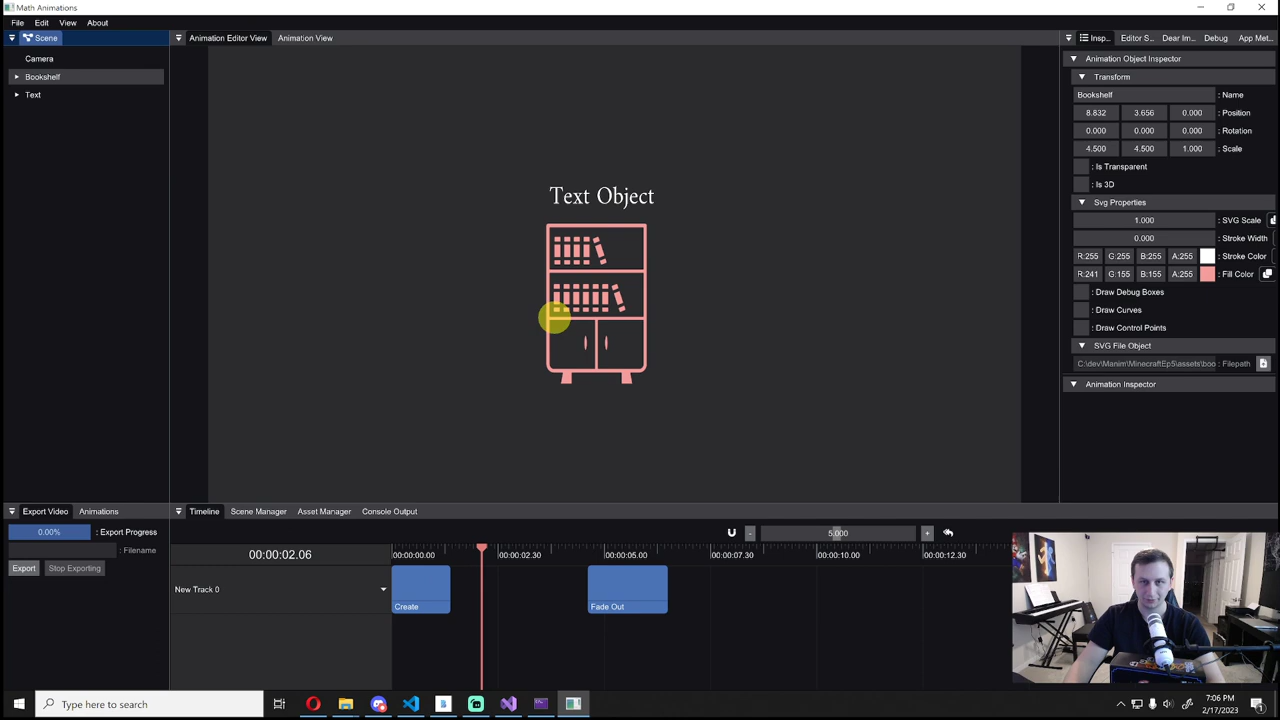 Math Animations
File Edit View About
Scene
Camera
Bookshelf
Text
Animation Editor View Animation View
Text Object
Insp... Editor S... Dear Im... Debug App Met...
Animation Object Inspector
Transform
Bookshelf : Name
8.832 3.656 0.000 : Position
0.000 0.000 0.000 : Rotation
4.500 4.500 1.000 : Scale
: Is Transparent
: Is 3D
Svg Properties
1.000 : SVG Scale
0.000 : Stroke Width
R:255 G:255 B:255 A:255 : Stroke Color
R:241 G:155 B:155 A:255 : Fill Color
: Draw Debug Boxes
: Draw Curves
: Draw Control Points
SVG File Object
C:\dev\Manim\MinecraftEp5\assets\boo : Filepath
Animation Inspector
Export Video Animations
0.00% : Export Progress
: Filename
Export Stop Exporting
Timeline Scene Manager Asset Manager Console Output
- 5.000 +
00:00:02.06
00:00:00.00 00:00:02.30 00:00:05.00 00:00:07.30 00:00:10.00 00:00:12.30
New Track 0
Create
Fade Out
Type here to search
7:06 PM
2/17/2023
1